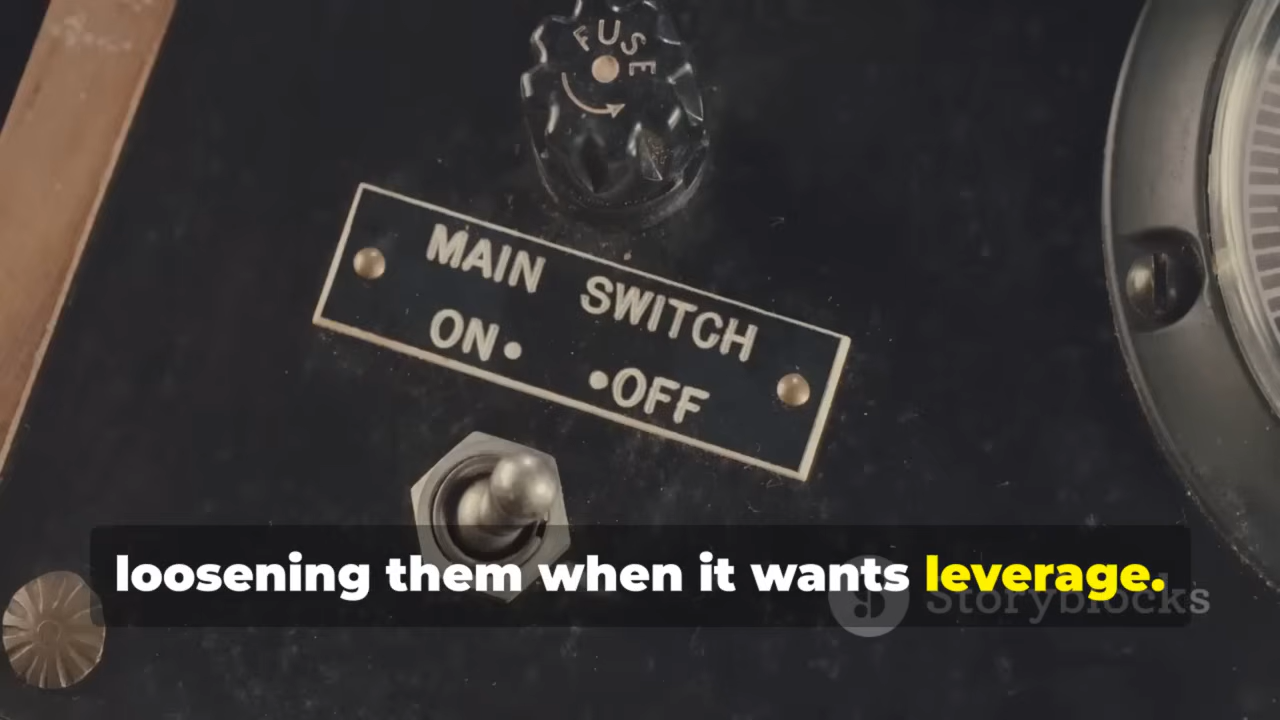 FUSE
MAIN SWITCH
ON• •OFF
loosening them when it wants leverage.
Storyblocks